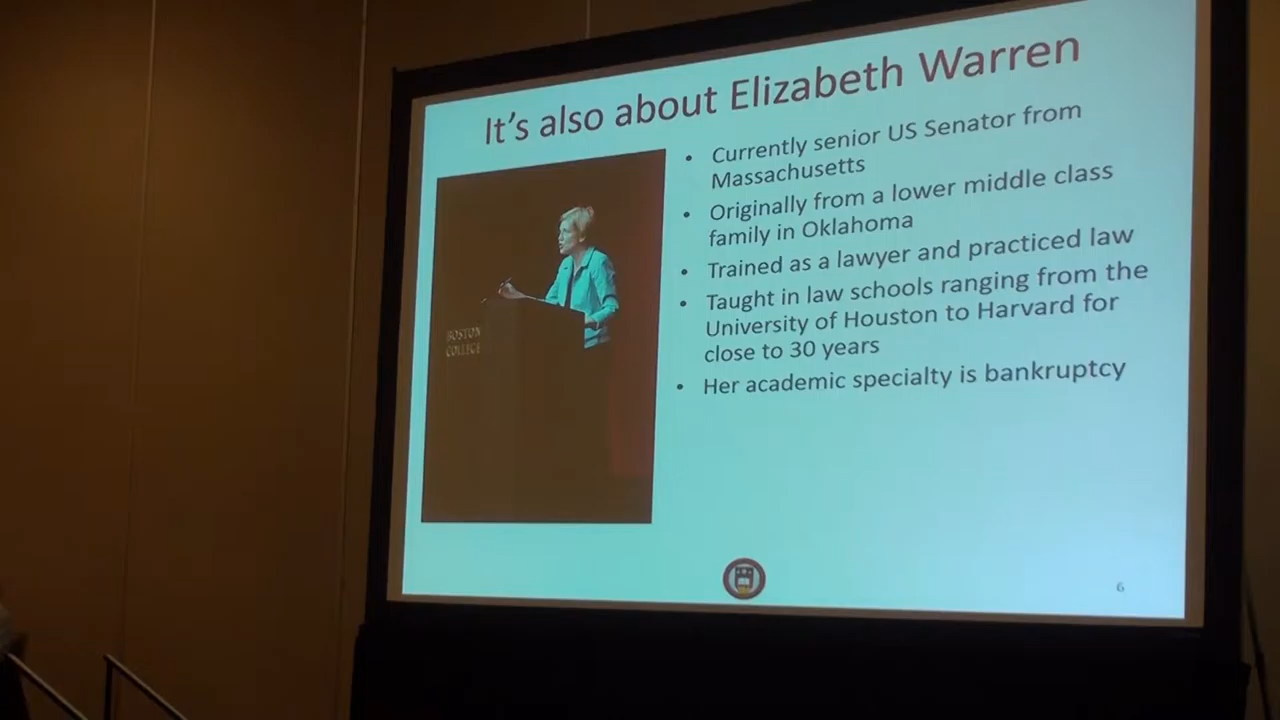 It's also about Elizabeth Warren
• Currently senior US Senator from
Massachusetts
• Originally from a lower middle class
family in Oklahoma
• Trained as a lawyer and practiced law
• Taught in law schools ranging from the
University of Houston to Harvard for
close to 30 years
• Her academic specialty is bankruptcy
BOSTON
COLLEGE
6